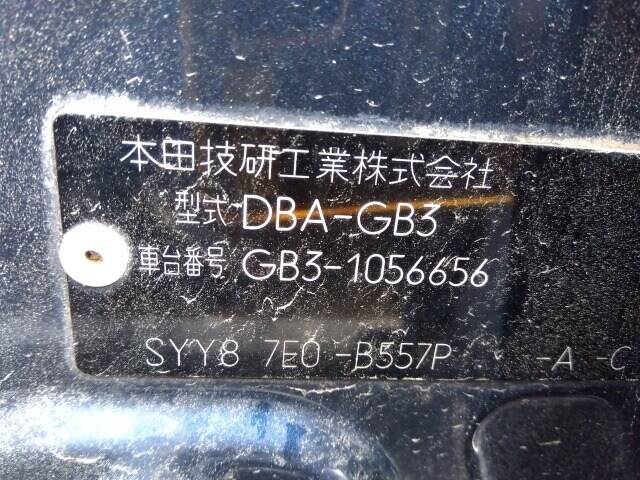 本田技研工業株式会社
型式 DBA-GB3
車台番号 GB3-1056656
SYY8 7E0 -B557P -A -C